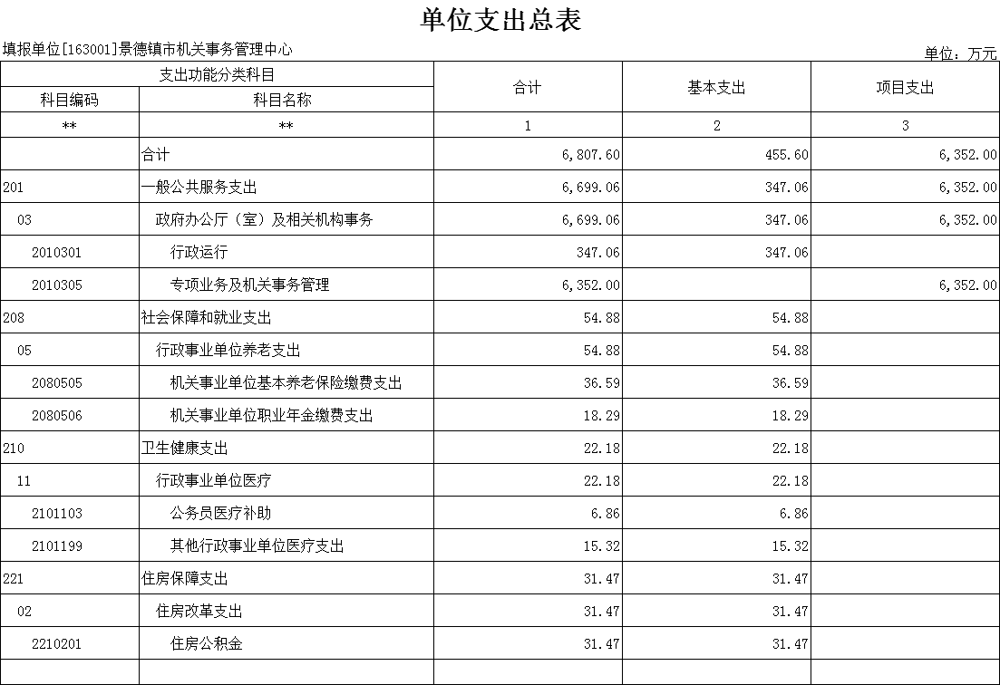 单位支出总表
填报单位[163001]景德镇市机关事务管理中心
单位：万元
支出功能分类科目 合计 基本支出 项目支出
科目编码 科目名称
** ** 1 2 3
合计 6,807.60 455.60 6,352.00
201 一般公共服务支出 6,699.06 347.06 6,352.00
03 政府办公厅（室）及相关机构事务 6,699.06 347.06 6,352.00
2010301 行政运行 347.06 347.06
2010305 专项业务及机关事务管理 6,352.00 6,352.00
208 社会保障和就业支出 54.88 54.88
05 行政事业单位养老支出 54.88 54.88
2080505 机关事业单位基本养老保险缴费支出 36.59 36.59
2080506 机关事业单位职业年金缴费支出 18.29 18.29
210 卫生健康支出 22.18 22.18
11 行政事业单位医疗 22.18 22.18
2101103 公务员医疗补助 6.86 6.86
2101199 其他行政事业单位医疗支出 15.32 15.32
221 住房保障支出 31.47 31.47
02 住房改革支出 31.47 31.47
2210201 住房公积金 31.47 31.47